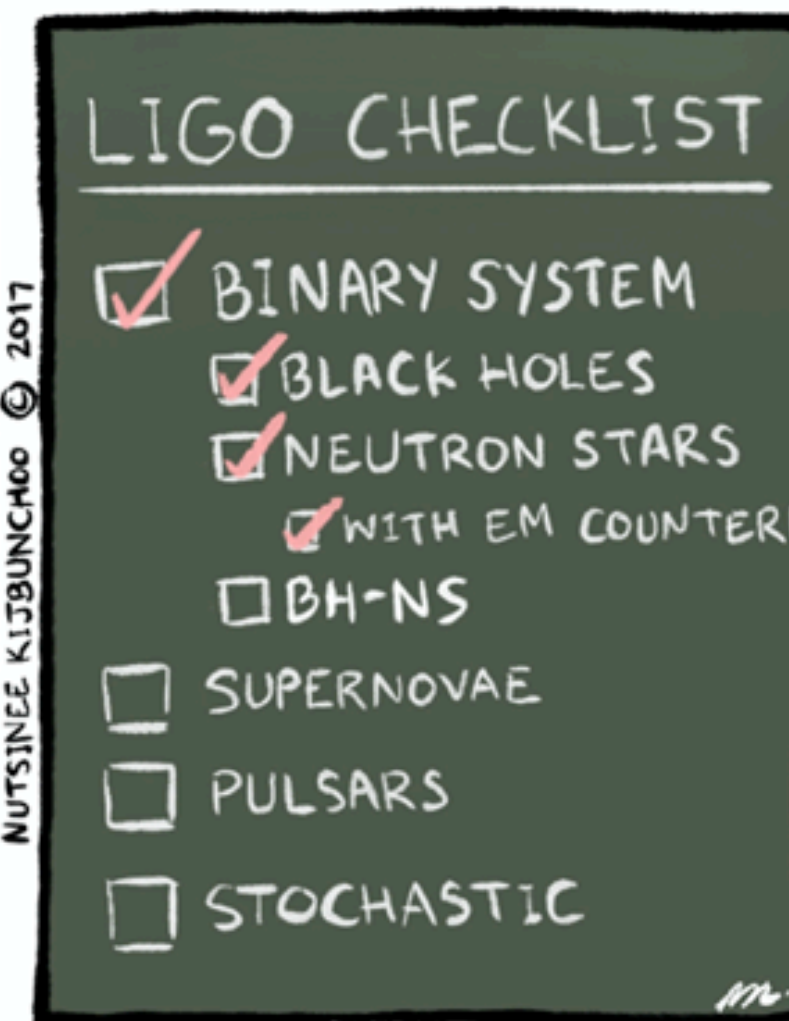 LIGO CHECKLIST
BINARY SYSTEM
BLACK HOLES
NEUTRON STARS
WITH EM COUNTER
BH-NS
SUPERNOVAE
PULSARS
STOCHASTIC
NUTSINEE KIJBUNCHOO © 2017